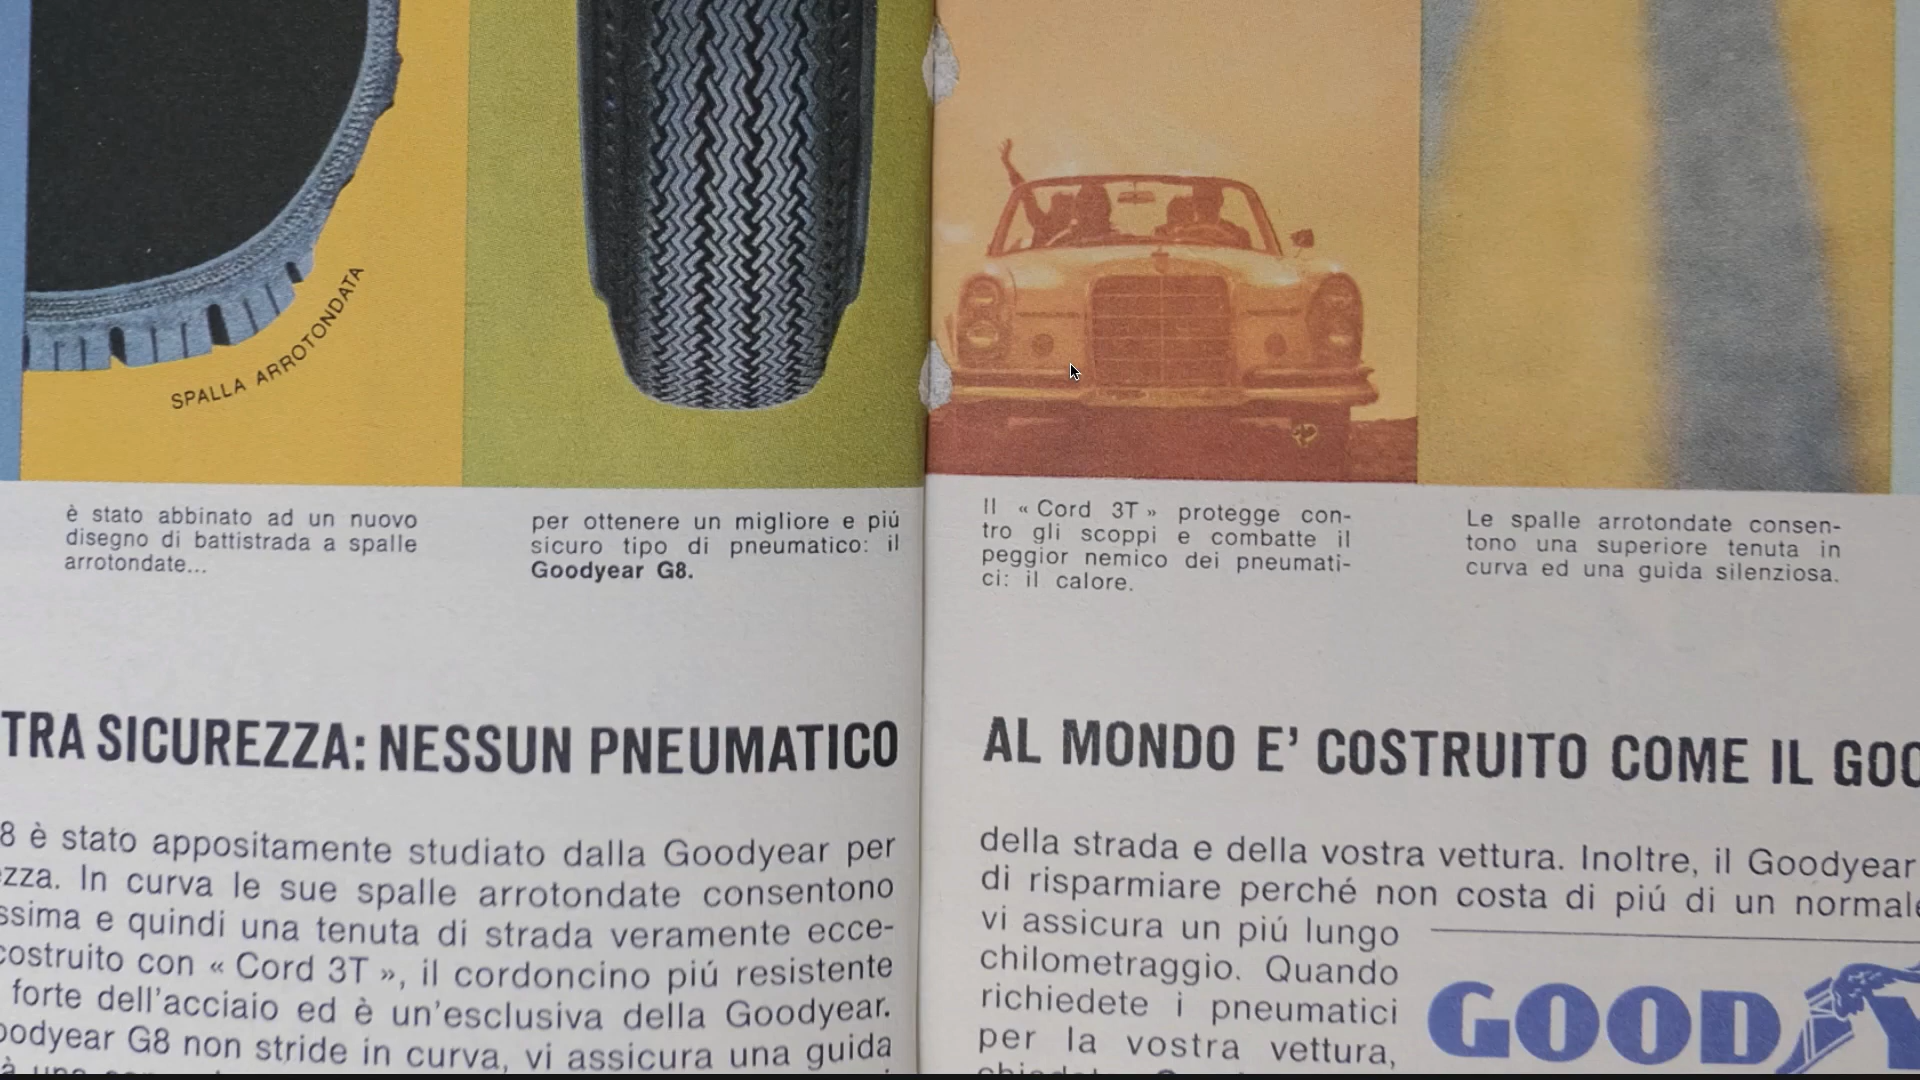 SPALLA ARROTONDATA
è stato abbinato ad un nuovo
disegno di battistrada a spalle
arrotondate...
per ottenere un migliore e piú
sicuro tipo di pneumatico: il
Goodyear G8.
Il « Cord 3T » protegge con-
tro gli scoppi e combatte il
peggior nemico dei pneumati-
ci: il calore.
Le spalle arrotondate consen-
tono una superiore tenuta in
curva ed una guida silenziosa.
TRA SICUREZZA: NESSUN PNEUMATICO
AL MONDO E' COSTRUITO COME IL GOO
8 è stato appositamente studiato dalla Goodyear per
ezza. In curva le sue spalle arrotondate consentono
ssima e quindi una tenuta di strada veramente ecce-
costruito con « Cord 3T », il cordoncino piú resistente
forte dell'acciaio ed è un'esclusiva della Goodyear.
oodyear G8 non stride in curva, vi assicura una guida
della strada e della vostra vettura. Inoltre, il Goodyear
di risparmiare perché non costa di piú di un normale
vi assicura un piú lungo
chilometraggio. Quando
richiedete i pneumatici
per la vostra vettura,
GOODY